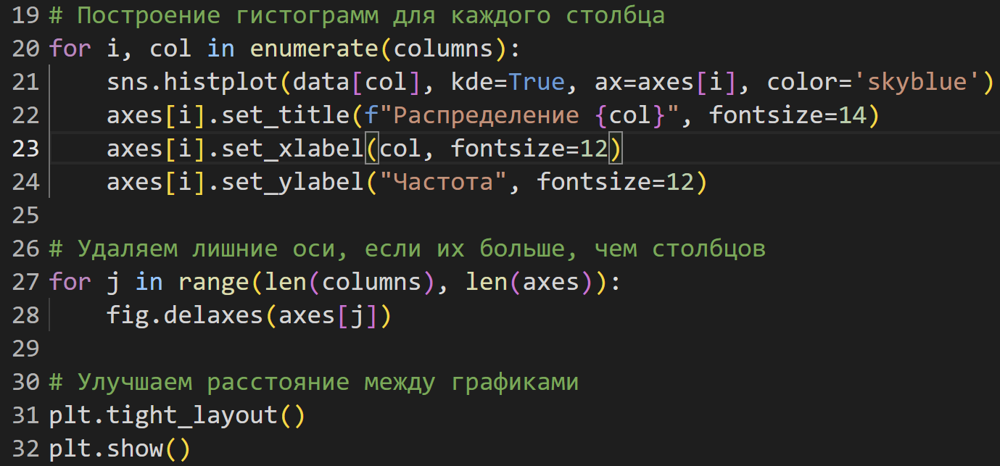 19 # Построение гистограмм для каждого столбца
20 for i, col in enumerate(columns):
21     sns.histplot(data[col], kde=True, ax=axes[i], color='skyblue')
22     axes[i].set_title(f"Распределение {col}", fontsize=14)
23     axes[i].set_xlabel(col, fontsize=12)
24     axes[i].set_ylabel("Частота", fontsize=12)
25
26 # Удаляем лишние оси, если их больше, чем столбцов
27 for j in range(len(columns), len(axes)):
28     fig.delaxes(axes[j])
29
30 # Улучшаем расстояние между графиками
31 plt.tight_layout()
32 plt.show()